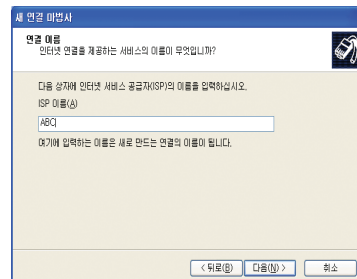 새 연결 마법사
연결 이름
인터넷 연결을 제공하는 서비스의 이름이 무엇입니까?
다음 상자에 인터넷 서비스 공급자(ISP)의 이름을 입력하십시오.
ISP 이름(A)
ABC
여기에 입력하는 이름은 새로 만드는 연결의 이름이 됩니다.
< 뒤로(B) 다음(N) > 취소